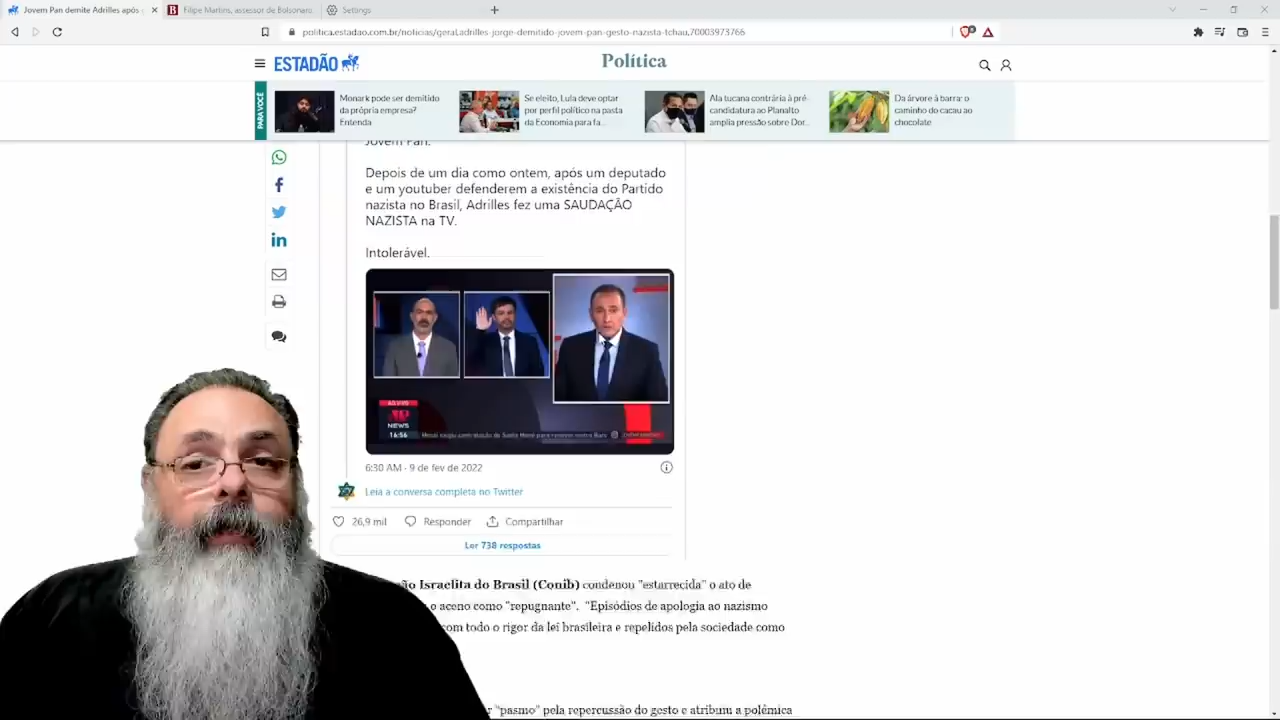 Jovem Pan demite Adrilles após
Filipe Martins, assessor de Bolsonaro
Settings
politica.estadao.com.br/noticias/geral,adrilles-jorge-demitido-jovem-pan-gesto-nazista-tchau,70003973766
ESTADÃO
Política
PARA VOCÊ
Monark pode ser demitido
da própria empresa?
Entenda
Se eleito, Lula deve optar
por perfil político na pasta
da Economia para fa...
Ala tucana contrária à pré-
candidatura ao Planalto
amplia pressão sobre Dor...
Da árvore à barra: o
caminho do cacau ao
chocolate
Jovem Pan.
Depois de um dia como ontem, após um deputado
e um youtuber defenderem a existência do Partido
nazista no Brasil, Adrilles fez uma SAUDAÇÃO
NAZISTA na TV.
Intolerável.
AO VIVO
JP
NEWS
16:56
6:30 AM · 9 de fev de 2022
Leia a conversa completa no Twitter
26,9 mil
Responder
Compartilhar
Ler 738 respostas
ão Israelita do Brasil (Conib) condenou "estarrecida" o ato de
o aceno como "repugnante". "Episódios de apologia ao nazismo
com todo o rigor da lei brasileira e repelidos pela sociedade como
"pasmo" pela repercussão do gesto e atribuiu a polêmica